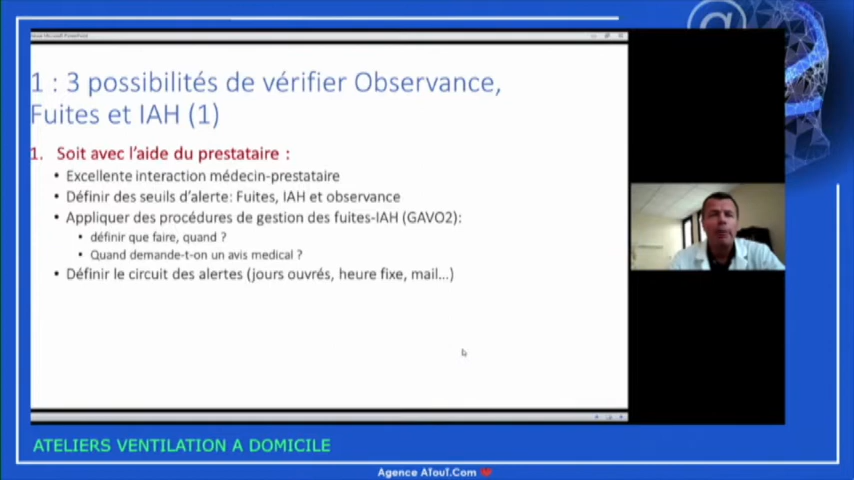 1 : 3 possibilités de vérifier Observance,
Fuites et IAH (1)
1. Soit avec l'aide du prestataire :
• Excellente interaction médecin-prestataire
• Définir des seuils d'alerte: Fuites, IAH et observance
• Appliquer des procédures de gestion des fuites-IAH (GAVO2):
• définir que faire, quand ?
• Quand demande-t-on un avis medical ?
• Définir le circuit des alertes (jours ouvrés, heure fixe, mail...)
ATELIERS VENTILATION A DOMICILE
Agence ATouT.Com